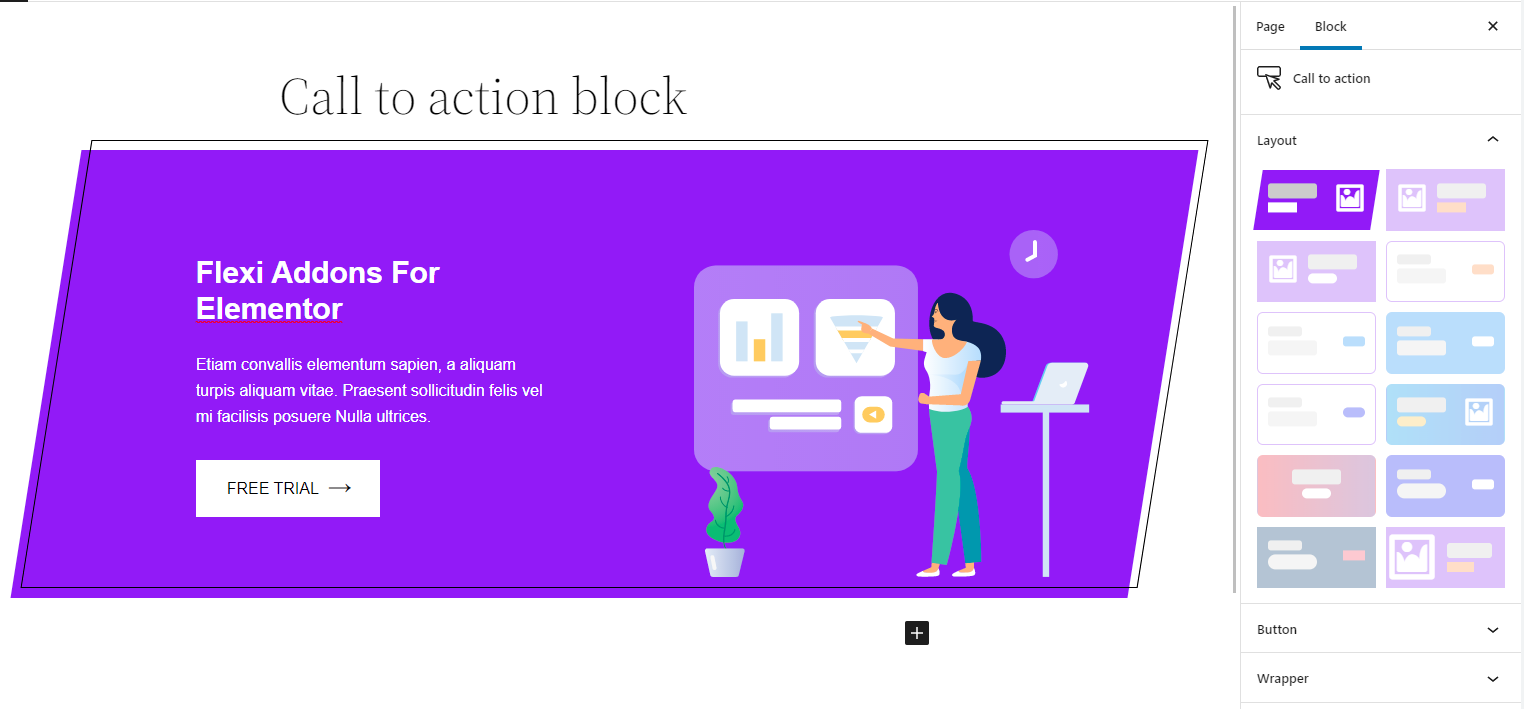 Page Block
Call to action
Layout
Call to action block
Flexi Addons For
Elementor
Etiam convallis elementum sapien, a aliquam
turpis aliquam vitae. Praesent sollicitudin felis vel
mi facilisis posuere Nulla ultrices.
FREE TRIAL
Button
Wrapper